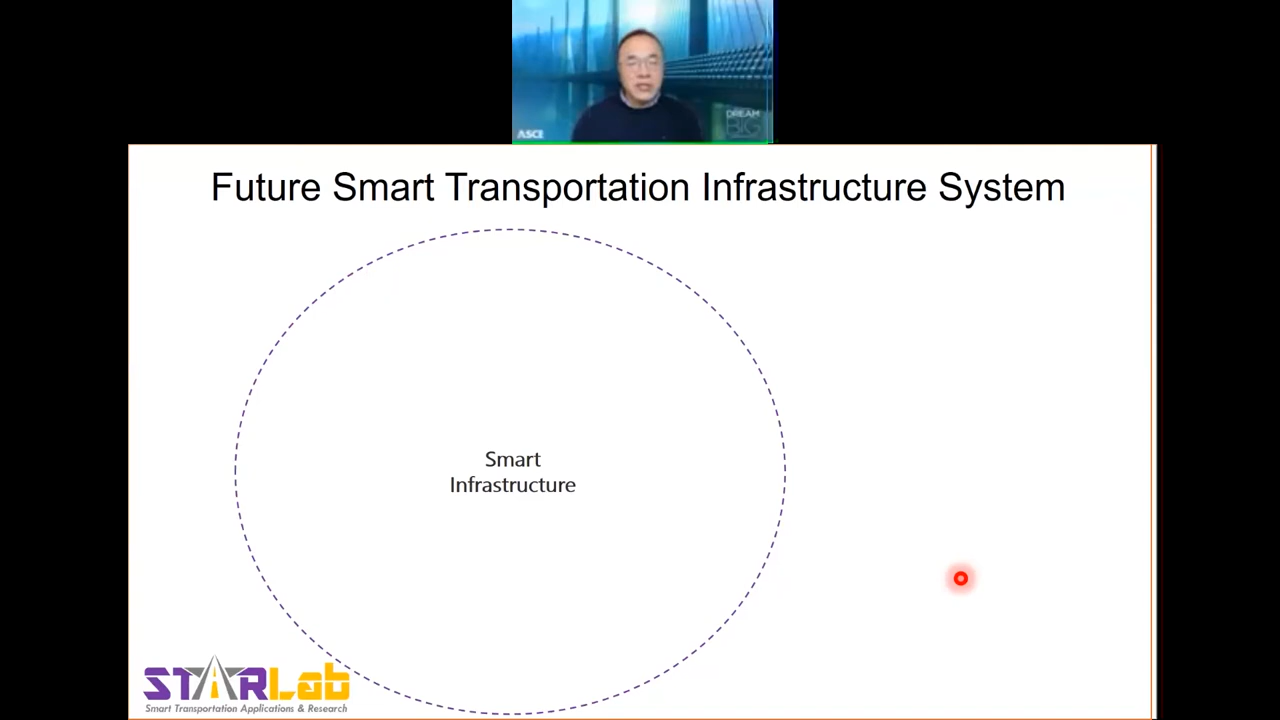 ASCE
DREAM
BIG
Future Smart Transportation Infrastructure System
Smart
Infrastructure
STARLab
Smart Transportation Applications & Research